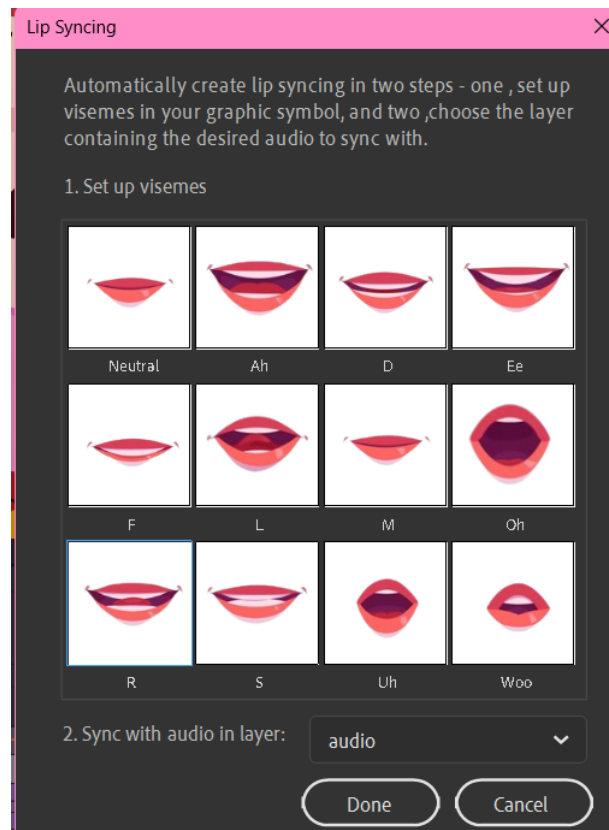 Lip Syncing
Automatically create lip syncing in two steps - one , set up
visemes in your graphic symbol, and two ,choose the layer
containing the desired audio to sync with.
1. Set up visemes
Neutral Ah D Ee
F L M Oh
R S Uh Woo
2. Sync with audio in layer: audio
Done Cancel